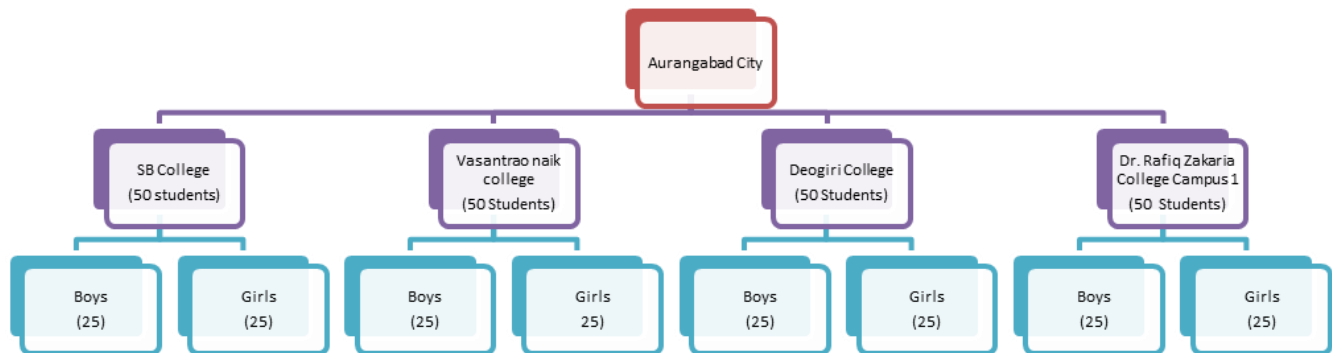 Aurangabad City
SB College
(50 students)
Vasantrao naik
college
(50 Students)
Deogiri College
(50 Students)
Dr. Rafiq Zakaria
College Campus 1
(50 Students)
Boys
(25)
Girls
(25)
Boys
(25)
Girls
25)
Boys
(25)
Girls
(25)
Boys
(25)
Girls
(25)